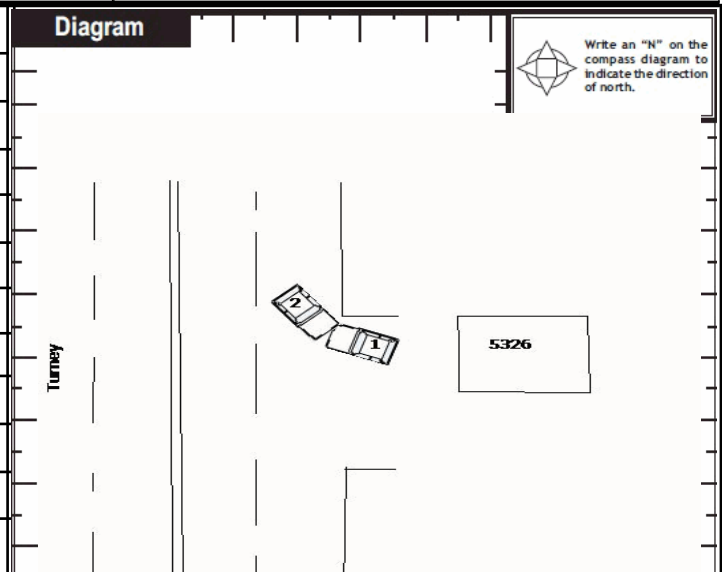 Diagram
Write an "N" on the
compass diagram to
indicate the direction
of north.
2
1
5326
Turney